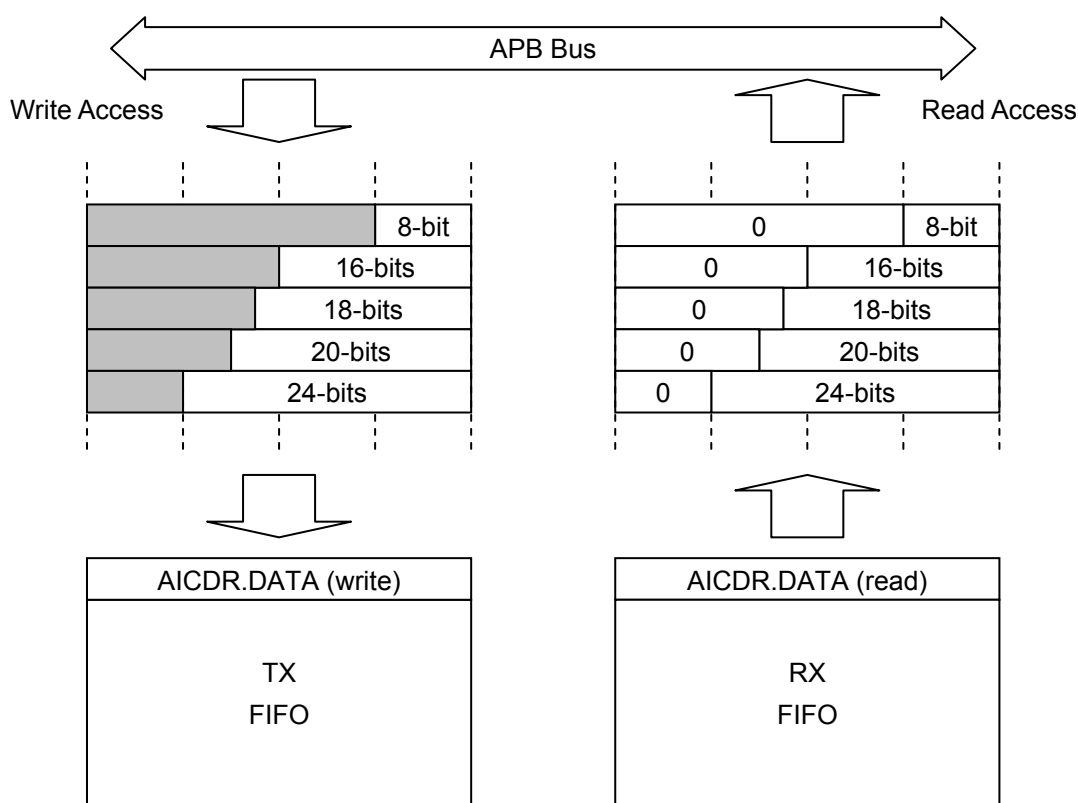 APB Bus
Write Access
Read Access
8-bit
0
8-bit
16-bits
0
16-bits
18-bits
0
18-bits
20-bits
0
20-bits
24-bits
0
24-bits
AICDR.DATA (write)
AICDR.DATA (read)
TX
FIFO
RX
FIFO